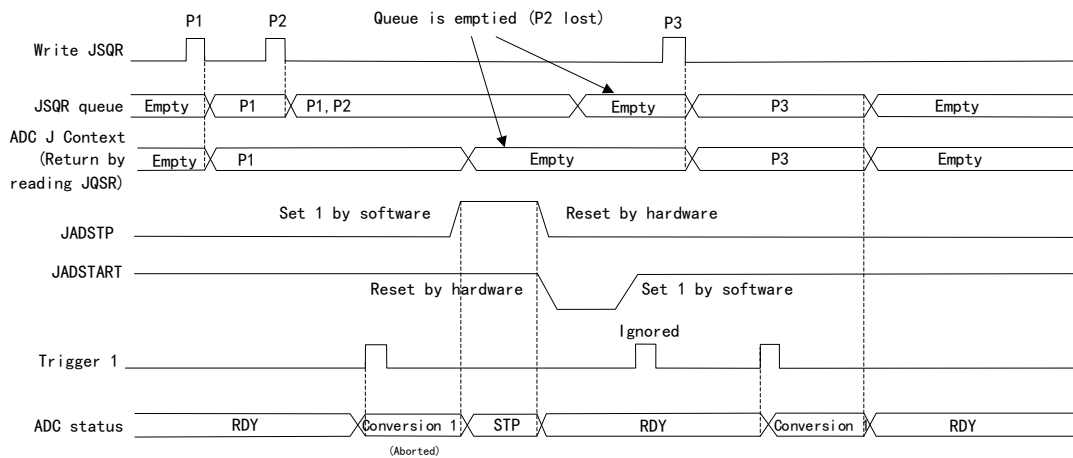 Queue is emptied (P2 lost)
P1 P2 P3
Write JSQR
JSQR queue Empty P1 P1,P2 Empty P3 Empty
ADC J Context
(Return by
reading JQSR)
Empty P1 Empty P3 Empty
Set 1 by software Reset by hardware
JADSTP
JADSTART
Reset by hardware Set 1 by software
Ignored
Trigger 1
ADC status RDY Conversion 1 STP RDY Conversion RDY
(Aborted)